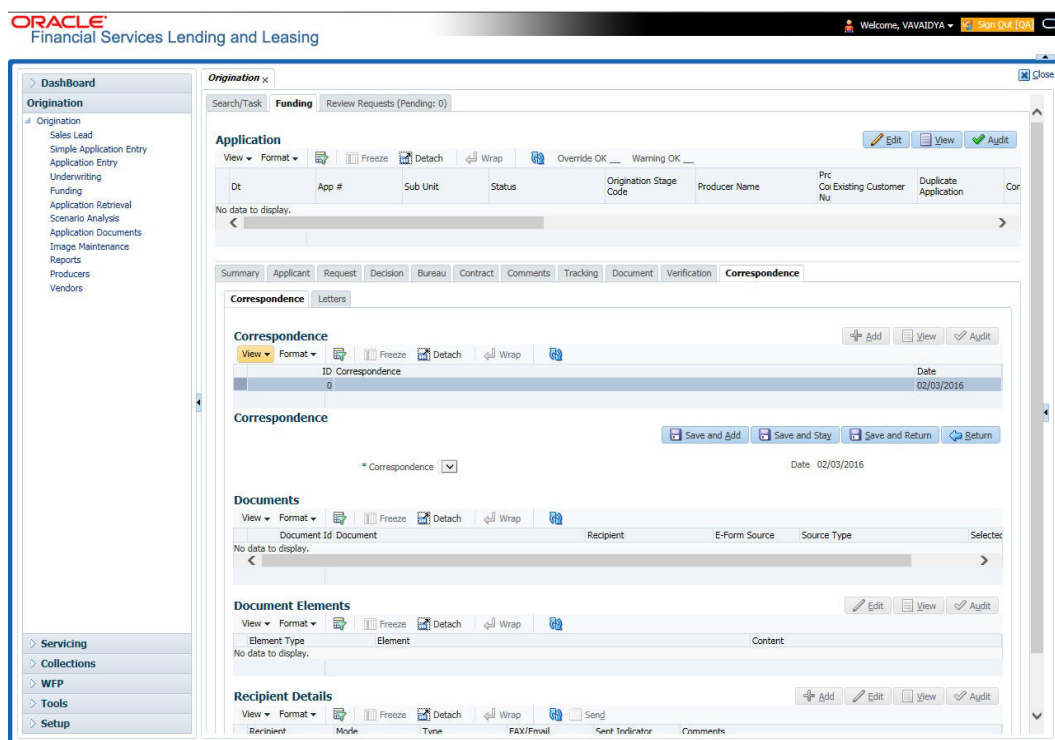 ORACLE
Financial Services Lending and Leasing
Welcome, VAVAIDYA
Sign Out [QA]
Close
DashBoard
Origination
Origination
Sales Lead
Simple Application Entry
Application Entry
Underwriting
Funding
Application Retrieval
Scenario Analysis
Application Documents
Image Maintenance
Reports
Producers
Vendors
Servicing
Collections
WFP
Tools
Setup
Origination x
Search/Task Funding Review Requests (Pending: 0)
Application
Edit View Audit
View Format Freeze Detach Wrap Override OK __ Warning OK __
Dt App # Sub Unit Status Origination Stage Code Producer Name Prc Coi Nu Existing Customer Duplicate Application Cor
No data to display.
Summary Applicant Request Decision Bureau Contract Comments Tracking Document Verification Correspondence
Correspondence Letters
Correspondence
Add View Audit
View Format Freeze Detach Wrap
ID Correspondence Date
0 02/03/2016
Correspondence
Save and Add Save and Stay Save and Return Return
* Correspondence Date 02/03/2016
Documents
View Format Freeze Detach Wrap
Document Id Document Recipient E-Form Source Source Type Selected
No data to display.
Document Elements
Edit View Audit
View Format Freeze Detach Wrap
Element Type Element Content
No data to display.
Recipient Details
Add Edit View Audit
View Format Freeze Detach Wrap Send
Recipient Mode Type FAX/Email Sent Indicator Comments